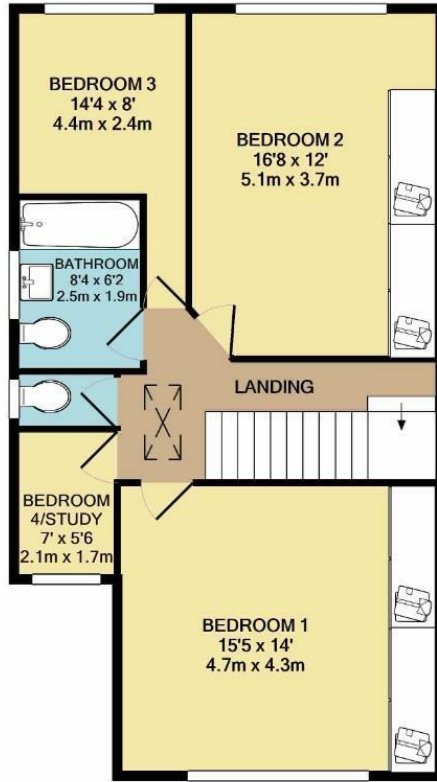 BEDROOM 3
14'4 x 8'
4.4m x 2.4m
BEDROOM 2
16'8 x 12'
5.1m x 3.7m
BATHROOM
8'4 x 6'2
2.5m x 1.9m
LANDING
BEDROOM
4/STUDY
7' x 5'6
2.1m x 1.7m
BEDROOM 1
15'5 x 14'
4.7m x 4.3m